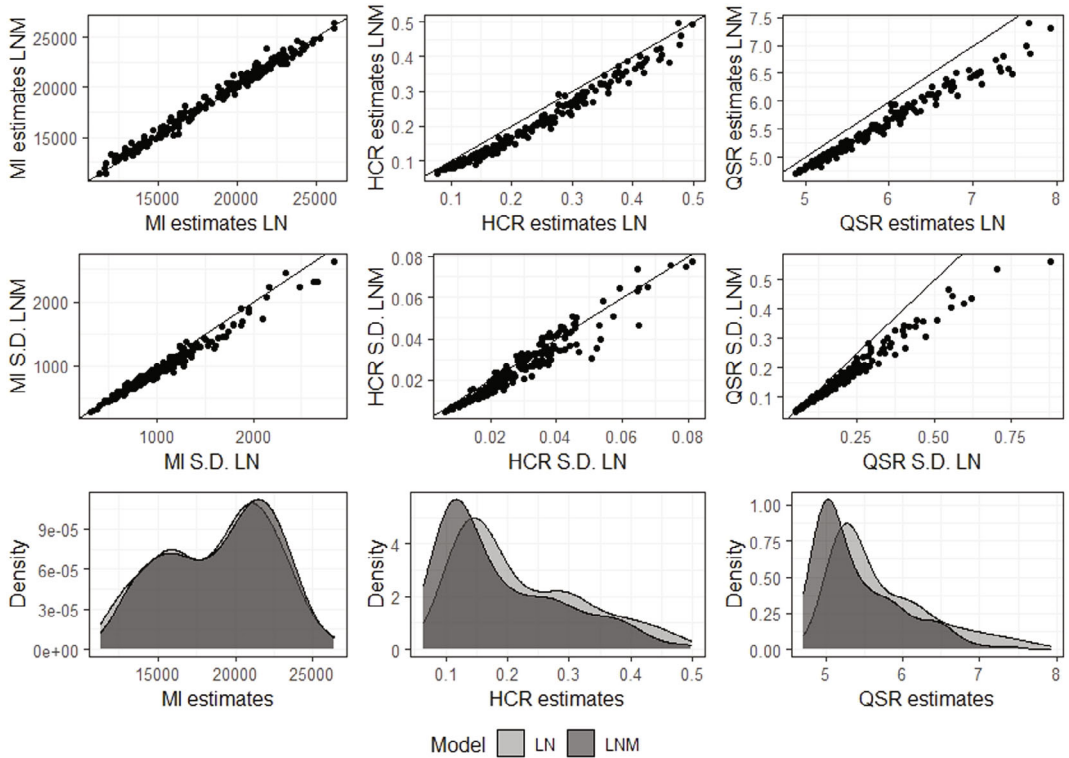 MI estimates LNM
25000
20000
15000
15000 20000 25000
MI estimates LN
HCR estimates LNM
0.5
0.4
0.3
0.2
0.1
0.1 0.2 0.3 0.4 0.5
HCR estimates LN
QSR estimates LNM
7.5
7.0
6.5
6.0
5.5
5.0
5 6 7 8
QSR estimates LN
MI S.D. LNM
2000
1000
1000 2000
MI S.D. LN
HCR S.D. LNM
0.08
0.06
0.04
0.02
0.02 0.04 0.06 0.08
HCR S.D. LN
QSR S.D. LNM
0.5
0.4
0.3
0.2
0.1
0.25 0.50 0.75
QSR S.D. LN
Density
9e-05
6e-05
3e-05
0e+00
15000 20000 25000
MI estimates
Density
4
2
0
0.1 0.2 0.3 0.4 0.5
HCR estimates
Density
1.00
0.75
0.50
0.25
0.00
5 6 7 8
QSR estimates
Model LN LNM